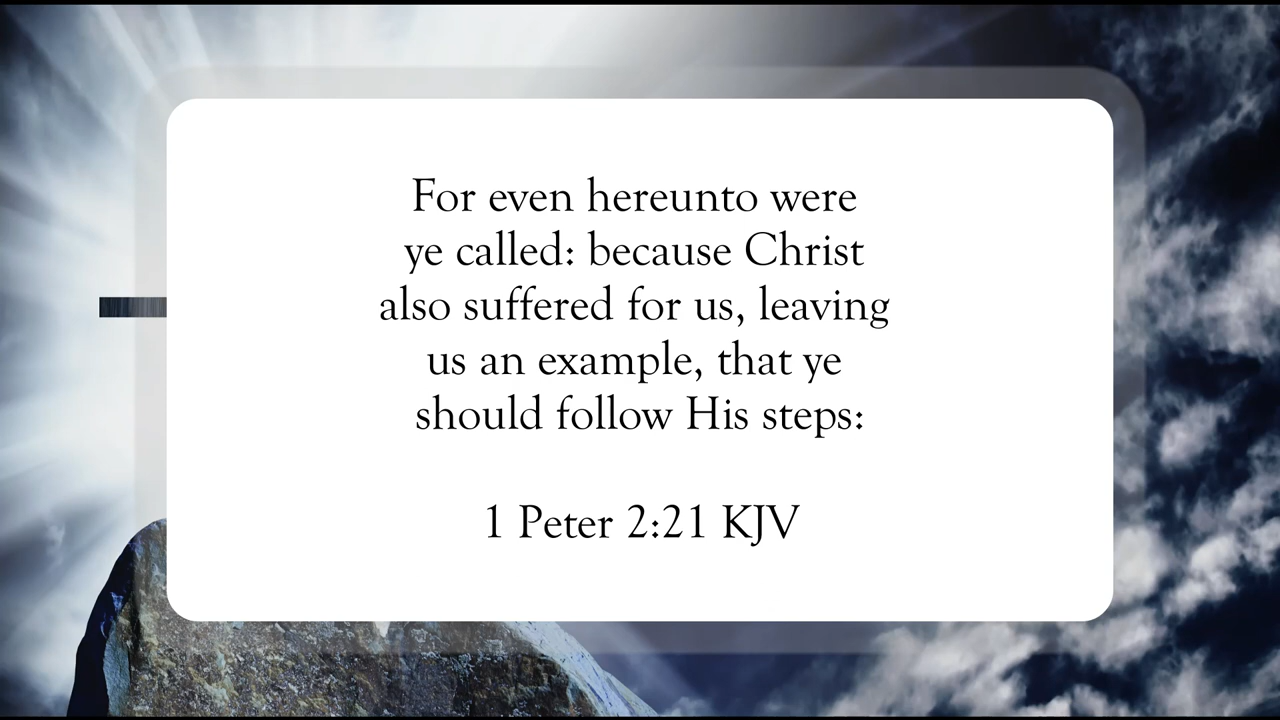 For even hereunto were
ye called: because Christ
also suffered for us, leaving
us an example, that ye
should follow His steps:
1 Peter 2:21 KJV